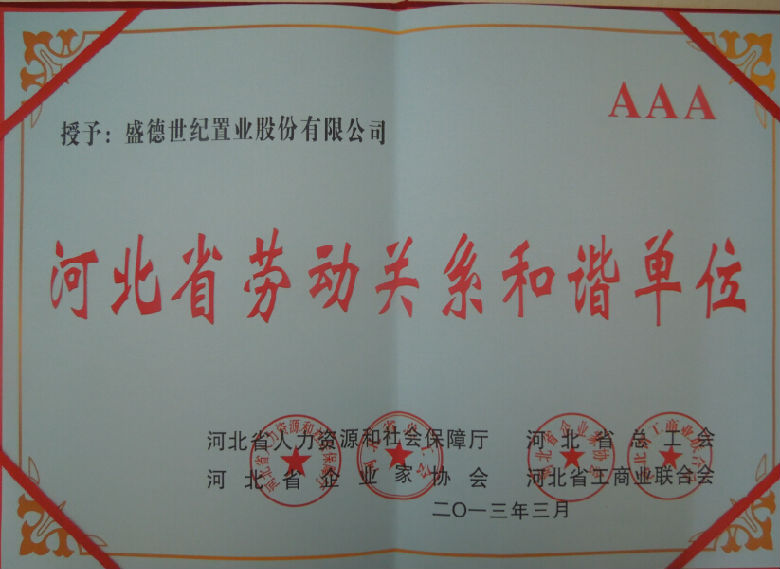 AAA
授予：盛德世纪置业股份有限公司
河北省劳动关系和谐单位
河北省人力资源和社会保障厅 河北省总工会
河北省企业家协会 河北省工商业联合会
二〇一三年三月